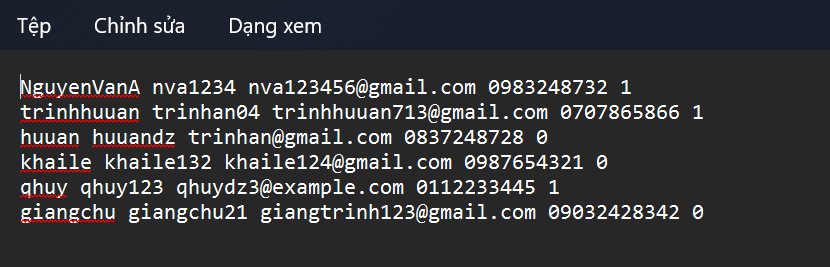 Tệp Chỉnh sửa Dạng xem
NguyenVanA nva1234 nva123456@gmail.com 0983248732 1
trinhhuuan trinhan04 trinhhuuan713@gmail.com 0707865866 1
huuan huuandz trinhan@gmail.com 0837248728 0
khaile khaile132 khaile124@gmail.com 0987654321 0
qhuy qhuy123 qhuydz3@example.com 0112233445 1
giangchu giangchu21 giangtrinh123@gmail.com 09032428342 0